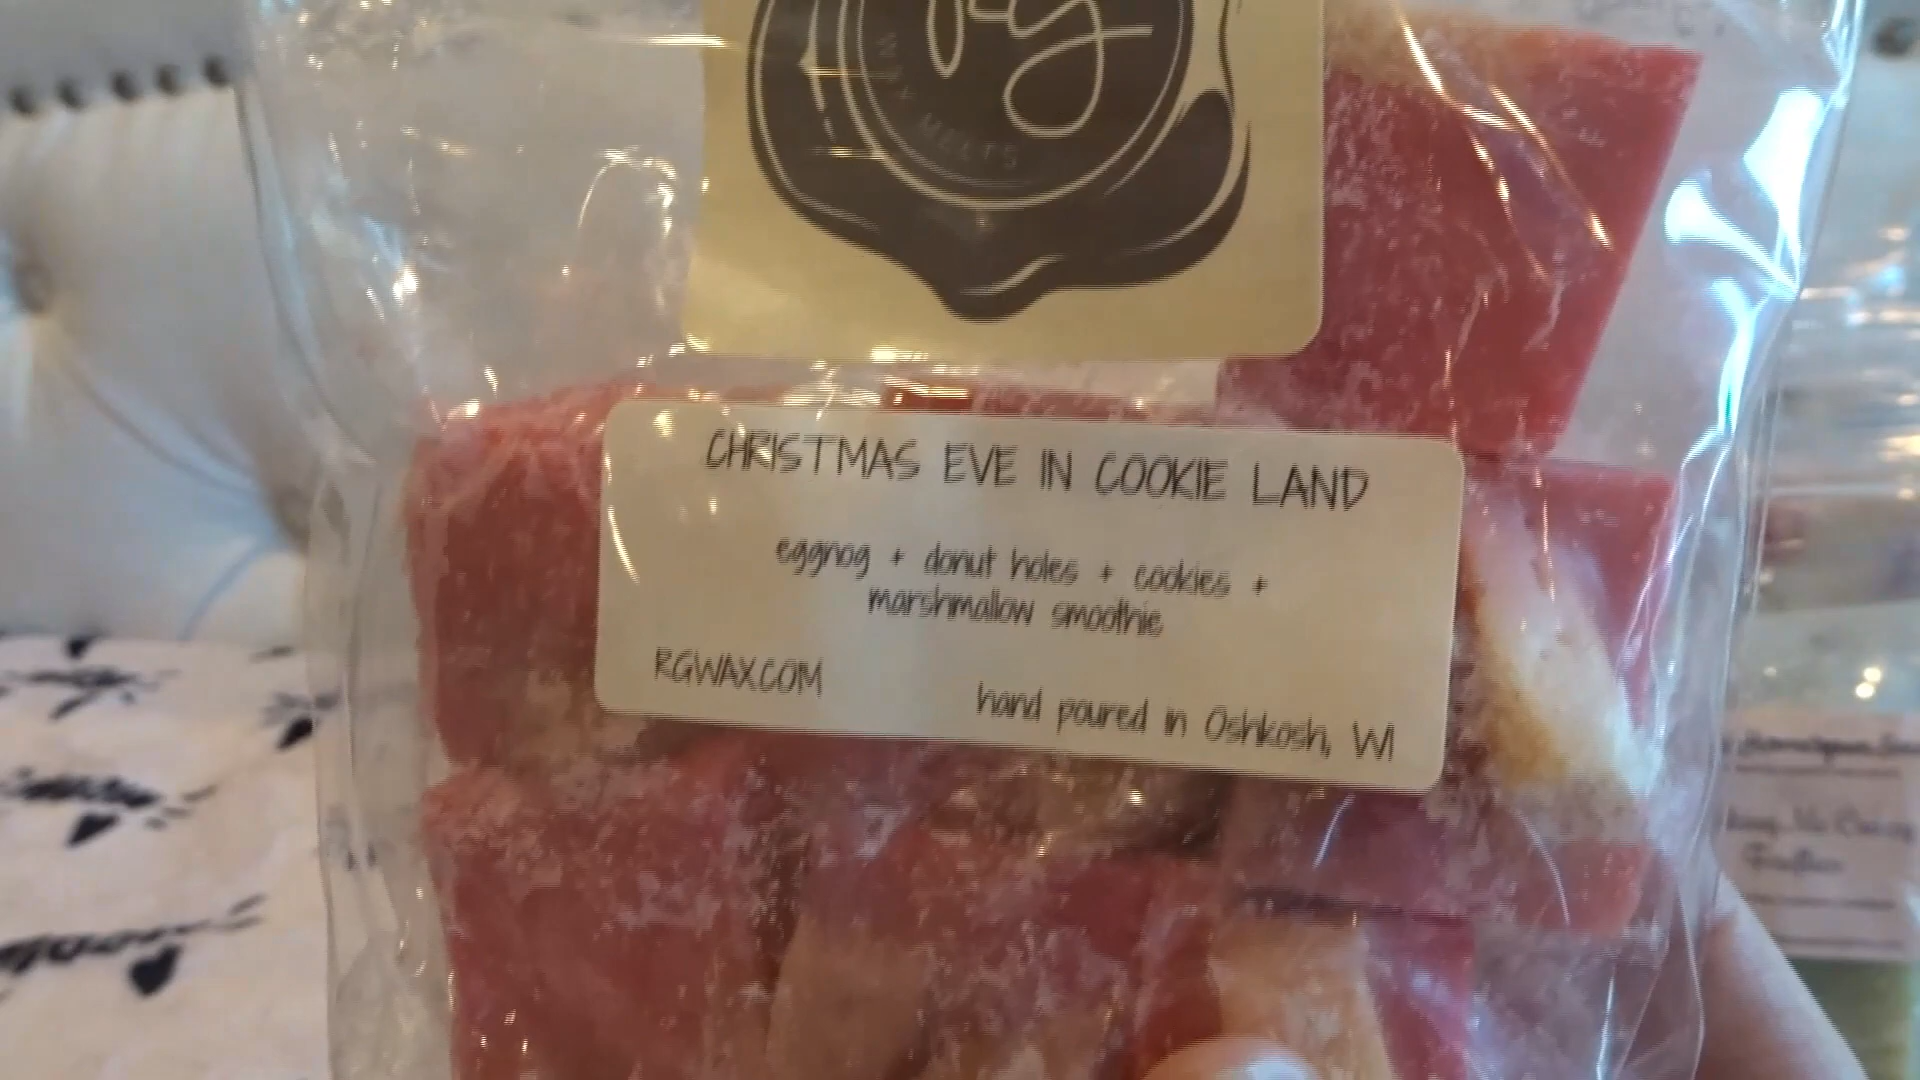 RG
WAX MELTS
CHRISTMAS EVE IN COOKIE LAND
eggnog + donut holes + cookies +
marshmallow smoothie
RGWAX.COM
hand poured in Oshkosh, WI